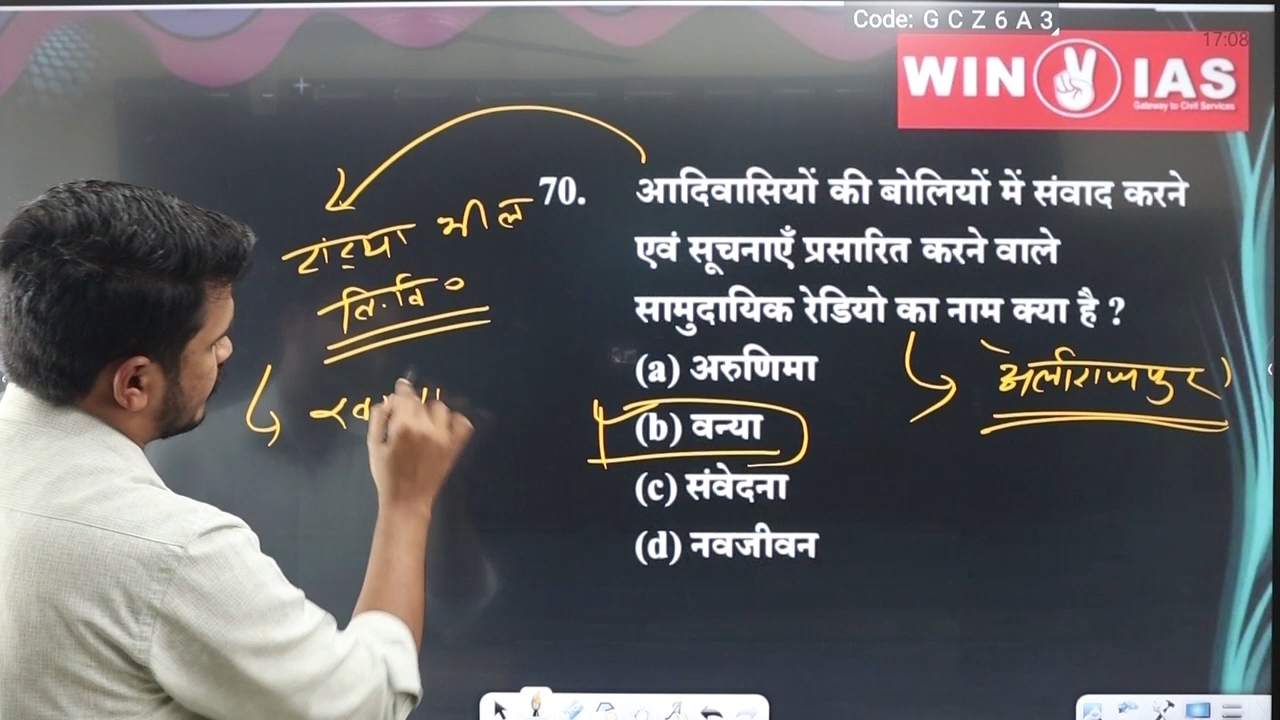 Code: G C Z 6 A 3
17:08
WIN IAS
Gateway to Civil Services
70. आदिवासियों की बोलियों में संवाद करने
एवं सूचनाएँ प्रसारित करने वाले
सामुदायिक रेडियो का नाम क्या है ?
(a) अरुणिमा
(b) वन्या
(c) संवेदना
(d) नवजीवन
टांट्या भील
वि.वि०
अलीराजपुर